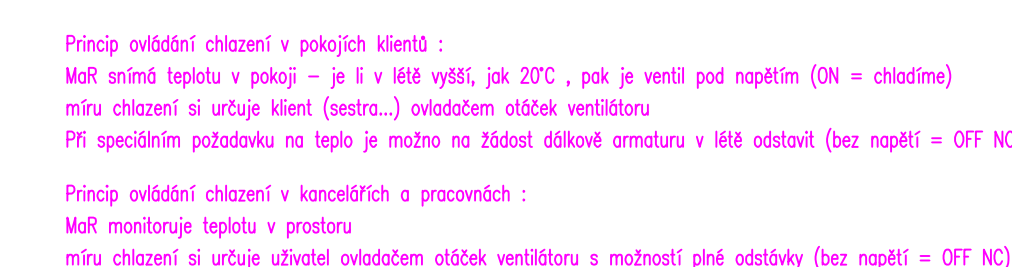 Princip ovládání chlazení v pokojích klientů :
MaR snímá teplotu v pokoji – je li v létě vyšší, jak 20°C , pak je ventil pod napětím (ON = chladíme)
míru chlazení si určuje klient (sestra...) ovladačem otáček ventilátoru
Při speciálním požadavku na teplo je možno na žádost dálkově armaturu v létě odstavit (bez napětí = OFF NC
Princip ovládání chlazení v kancelářích a pracovnách :
MaR monitoruje teplotu v prostoru
míru chlazení si určuje uživatel ovladačem otáček ventilátoru s možností plné odstávky (bez napětí = OFF NC)